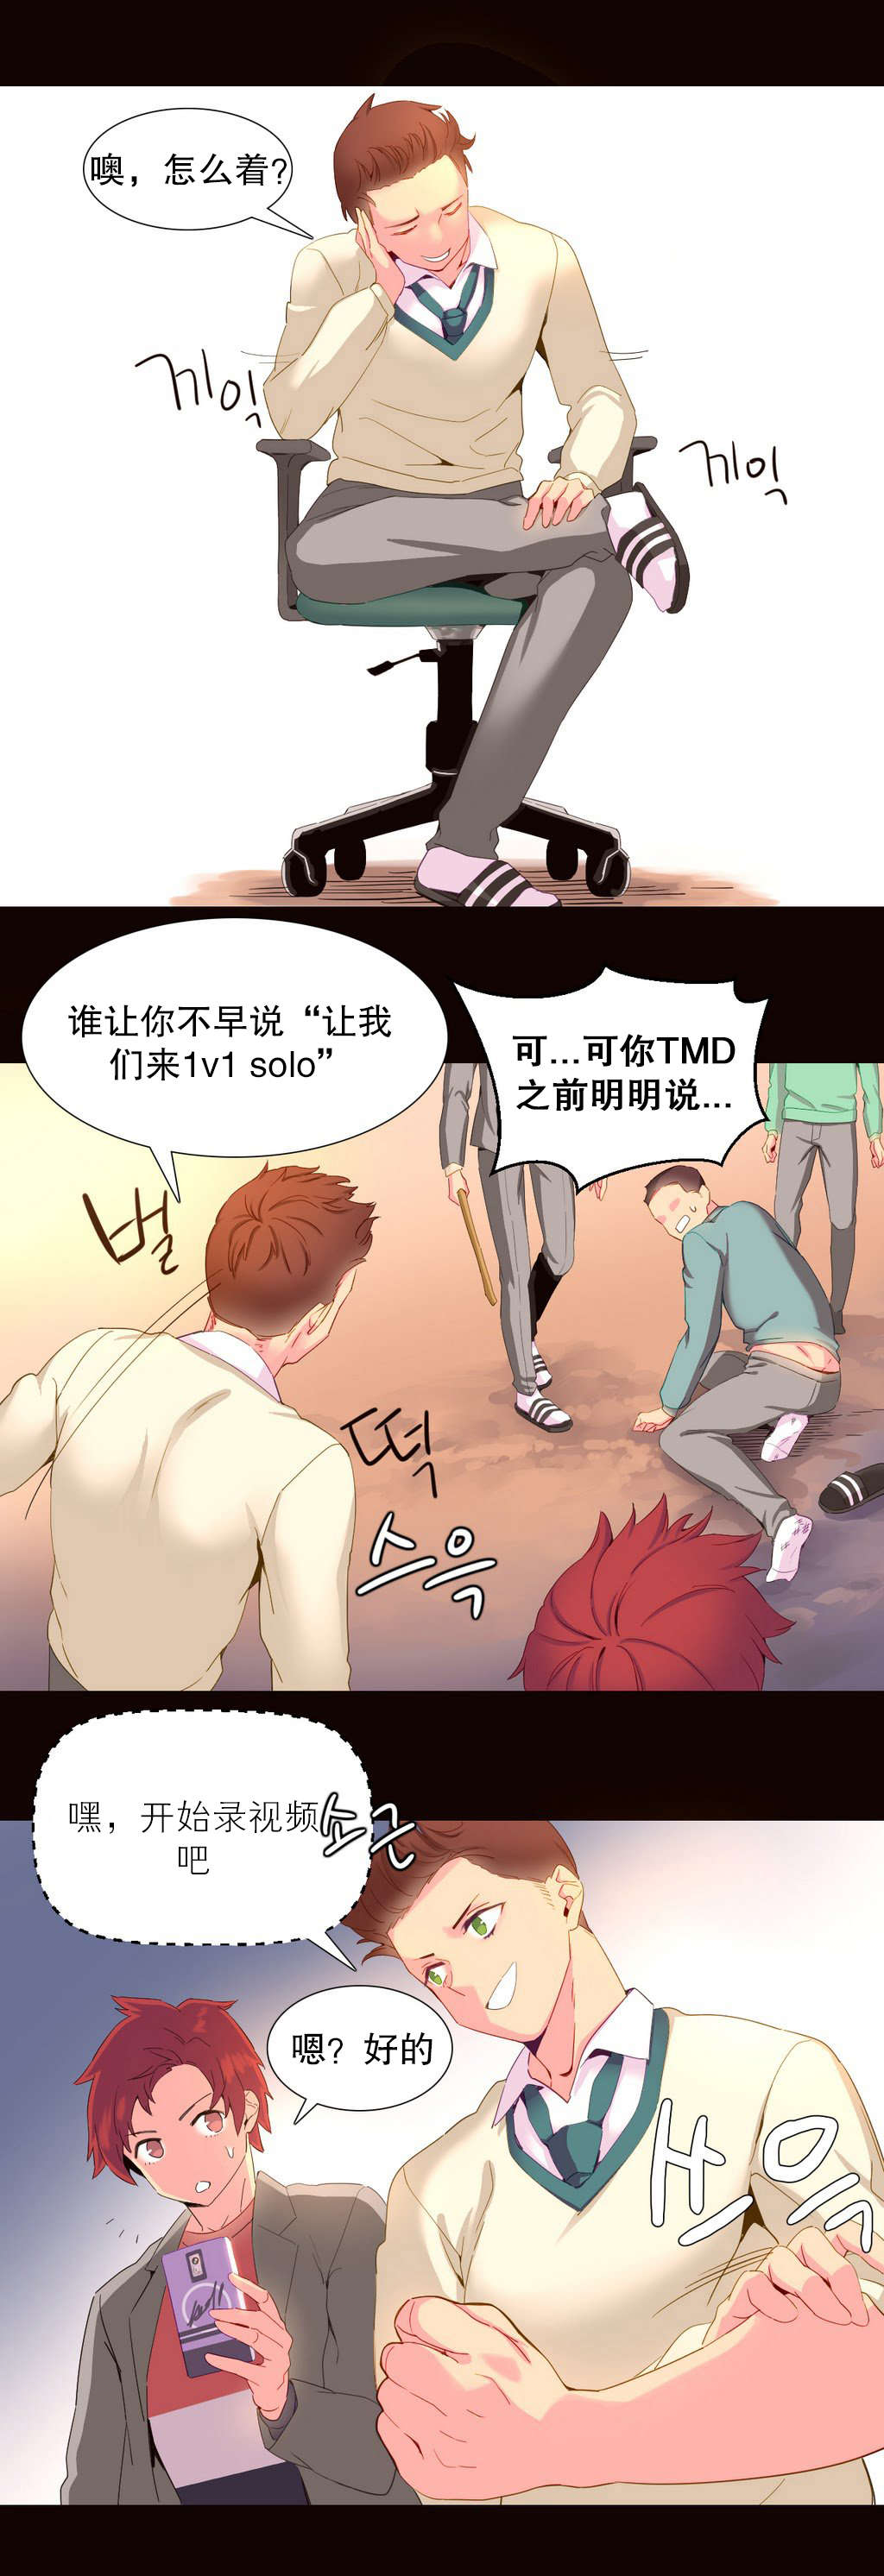 噢，怎么着?
끼익
끼익
谁让你不早说“让我
们来1v1 solo”
可...可你TMD
之前明明说...
벌
떡
스윽
嘿，开始录视频
吧
소근
嗯? 好的
스윽